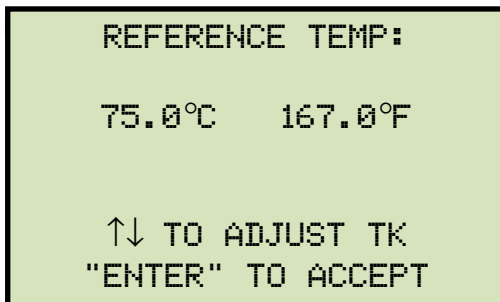 REFERENCE TEMP:
75.0°C 167.0°F
↑↓ TO ADJUST TK
"ENTER" TO ACCEPT